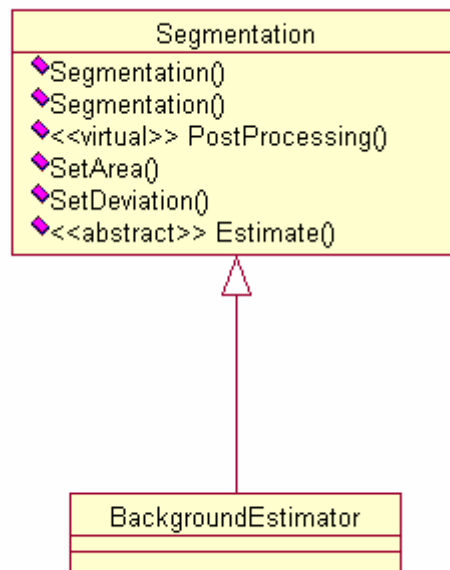 Segmentation
Segmentation()
Segmentation()
<<virtual>> PostProcessing()
SetArea()
SetDeviation()
<<abstract>> Estimate()
BackgroundEstimator